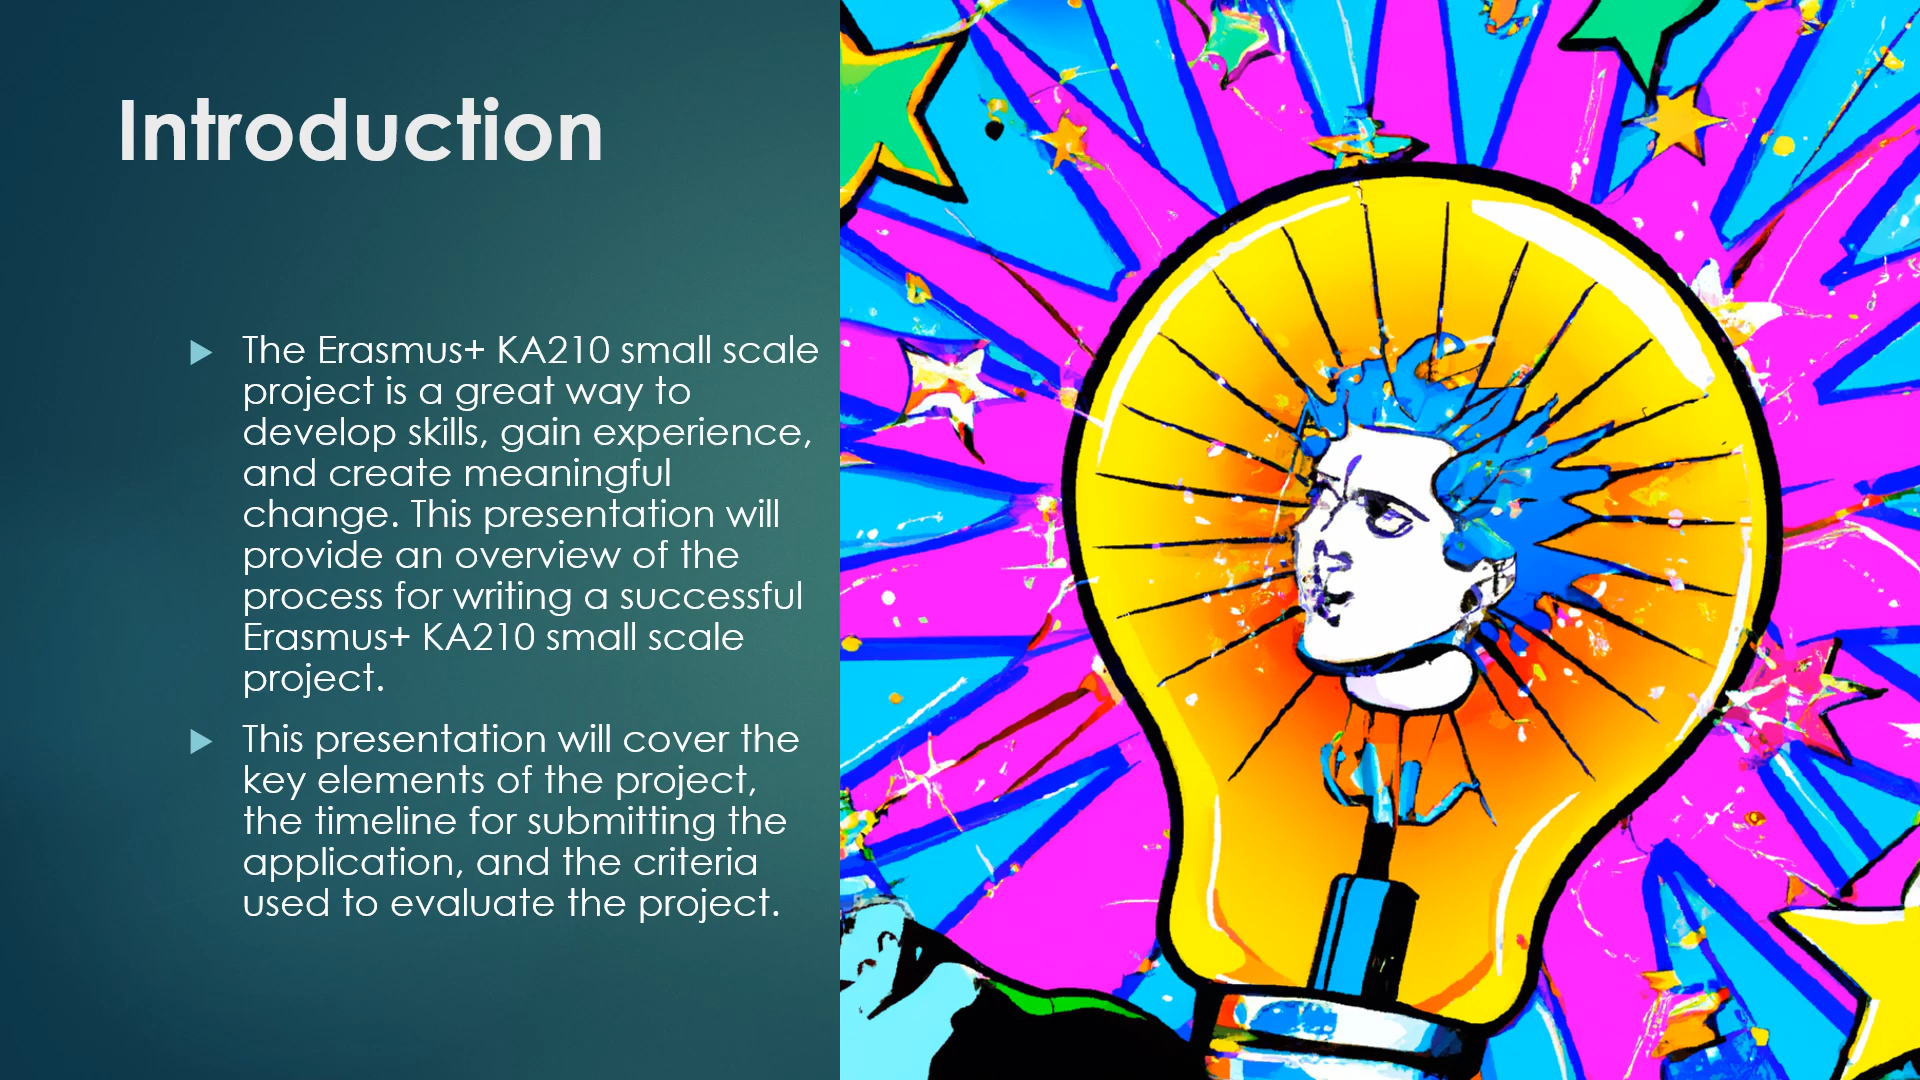 Introduction
The Erasmus+ KA210 small scale
project is a great way to
develop skills, gain experience,
and create meaningful
change. This presentation will
provide an overview of the
process for writing a successful
Erasmus+ KA210 small scale
project.
This presentation will cover the
key elements of the project,
the timeline for submitting the
application, and the criteria
used to evaluate the project.